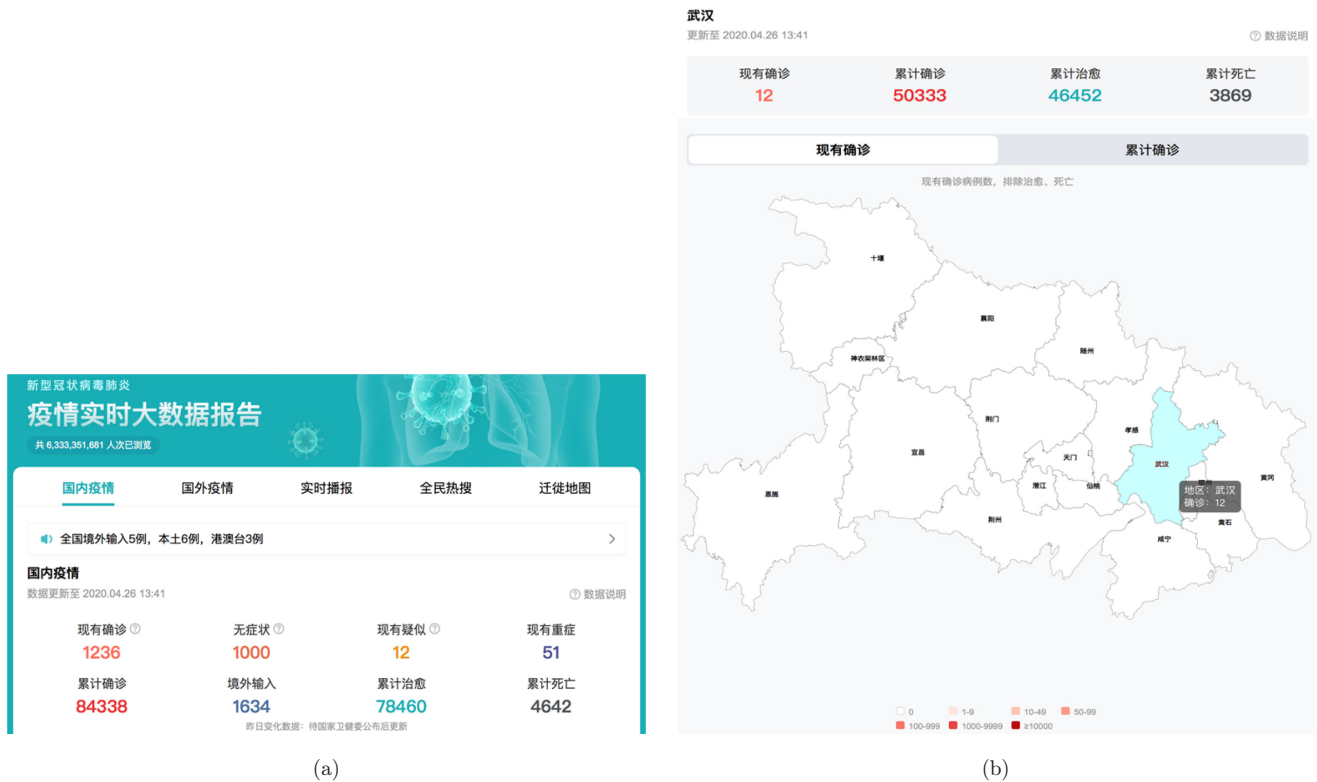 新型冠状病毒肺炎
疫情实时大数据报告
共 6,333,351,681 人次已浏览
国内疫情 国外疫情 实时播报 全民热搜 迁徙地图
全国境外输入5例，本土6例，港澳台3例
国内疫情
数据更新至 2020.04.26 13:41 数据说明
现有确诊 无症状 现有疑似 现有重症
1236 1000 12 51
累计确诊 境外输入 累计治愈 累计死亡
84338 1634 78460 4642
昨日变化数据：待国家卫健委公布后更新
(a)
武汉
更新至 2020.04.26 13:41 数据说明
现有确诊 累计确诊 累计治愈 累计死亡
12 50333 46452 3869
现有确诊 累计确诊
现有确诊病例数，排除治愈、死亡
十堰
襄阳
随州
神农架林区
荆门
孝感
宜昌
天门
武汉
黄冈
潜江
仙桃
恩施
地区：武汉
确诊：12
荆州
黄石
咸宁
0 1-9 10-49 50-99
100-999 1000-9999 ≥10000
(b)